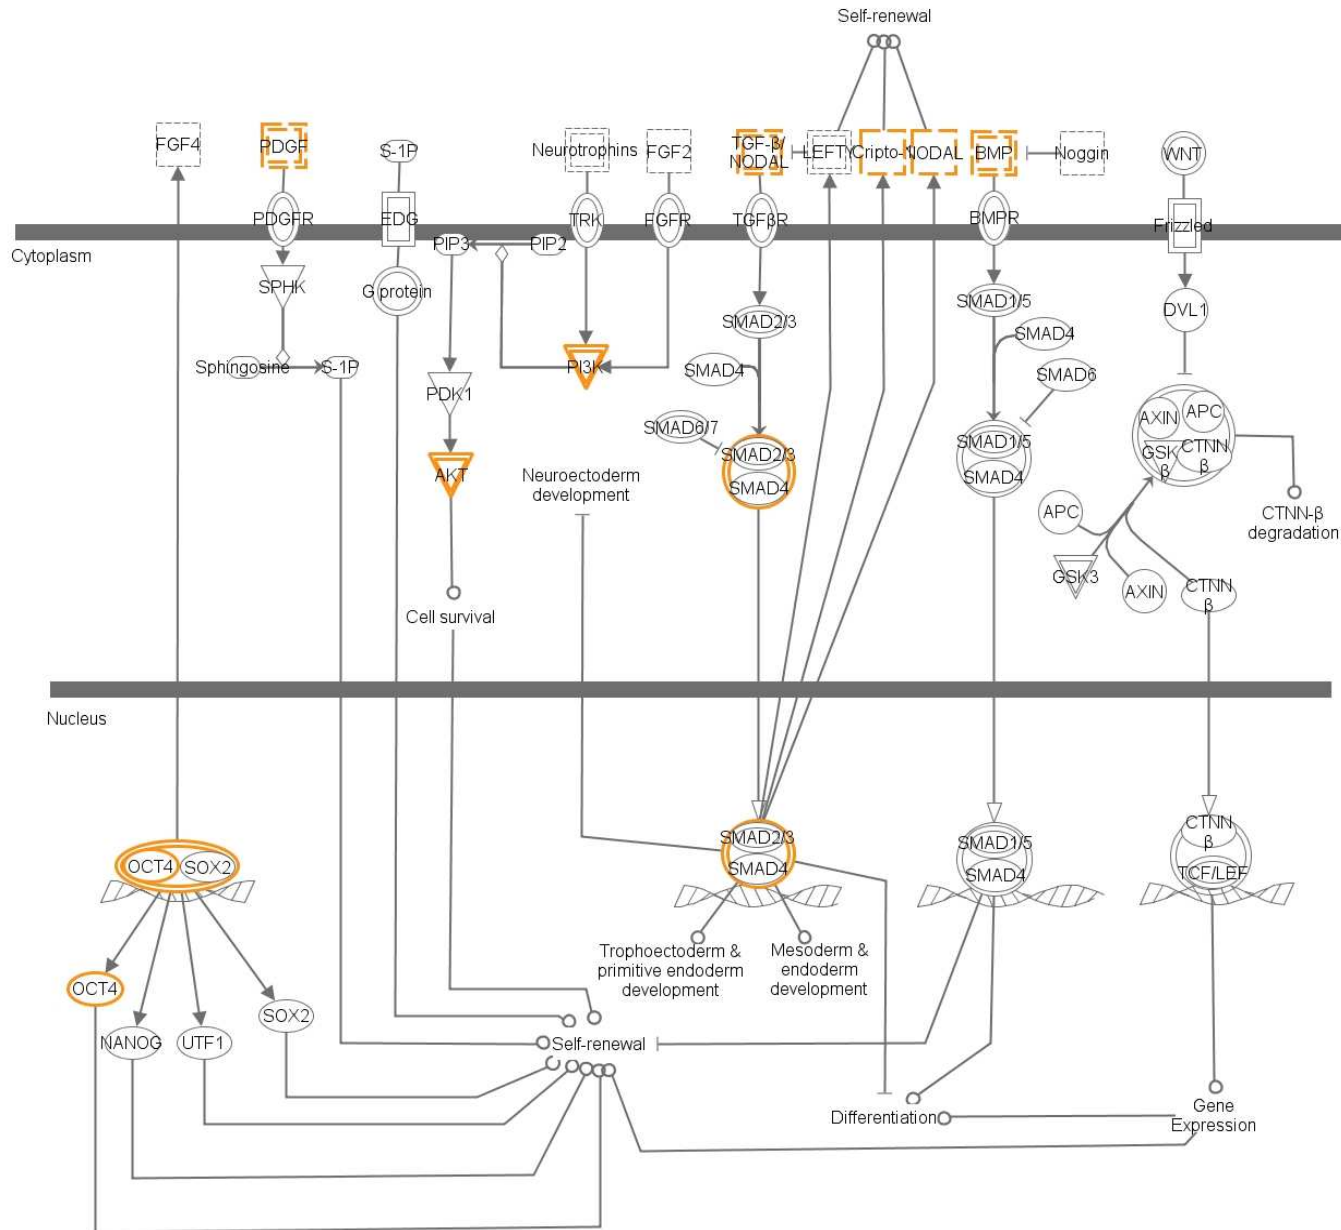 Self-renewal
FGF4
PDGF
S-1P
Neurotrophins
FGF2
TGF-β/
NODAL
LEFTY
Cripto-1
NODAL
BMP
Noggin
WNT
PDGFR
EDG
TRK
FGFR
TGFβR
BMPR
Frizzled
Cytoplasm
PIP3
PIP2
SPHK
G protein
SMAD2/3
SMAD1/5
DVL1
SMAD4
Sphingosine
S-1P
PI3K
SMAD4
SMAD6
PDK1
SMAD6/7
AXIN
APC
GSK
β
CTNN
β
AKT
Neuroectoderm
development
SMAD2/3
SMAD4
SMAD1/5
SMAD4
APC
CTNN-β
degradation
GSK3
AXIN
CTNN
β
Cell survival
Nucleus
OCT4
SOX2
SMAD2/3
SMAD4
SMAD1/5
SMAD4
CTNN
β
TCF/LEF
Trophoectoderm &
primitive endoderm
development
Mesoderm &
endoderm
development
OCT4
NANOG
UTF1
SOX2
Self-renewal
Differentiation
Gene
Expression